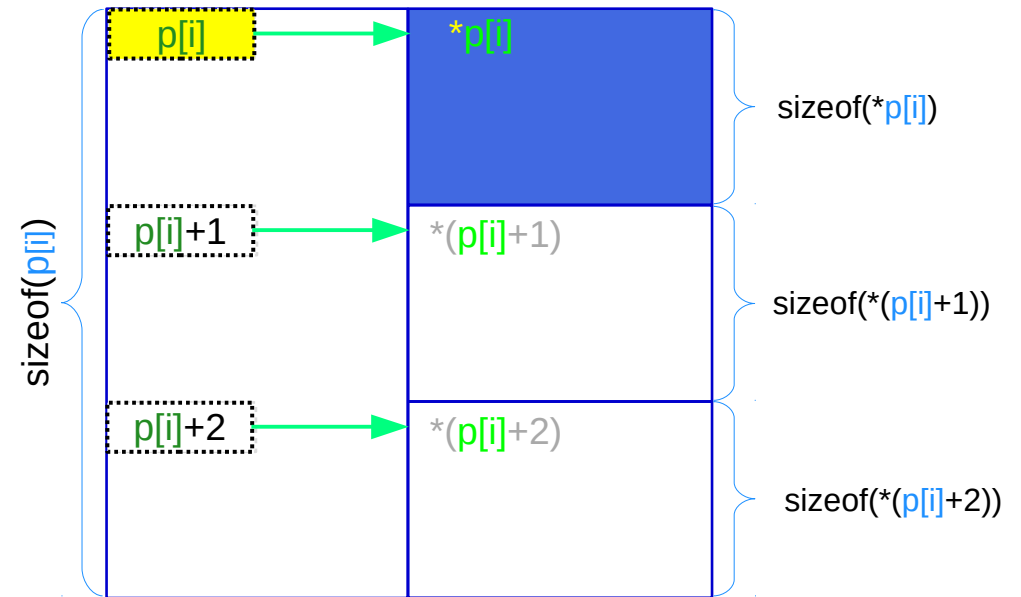 p[i]
*p[i]
sizeof(*p[i])
sizeof(p[i])
p[i]+1
*(p[i]+1)
sizeof(*(p[i]+1))
p[i]+2
*(p[i]+2)
sizeof(*(p[i]+2))